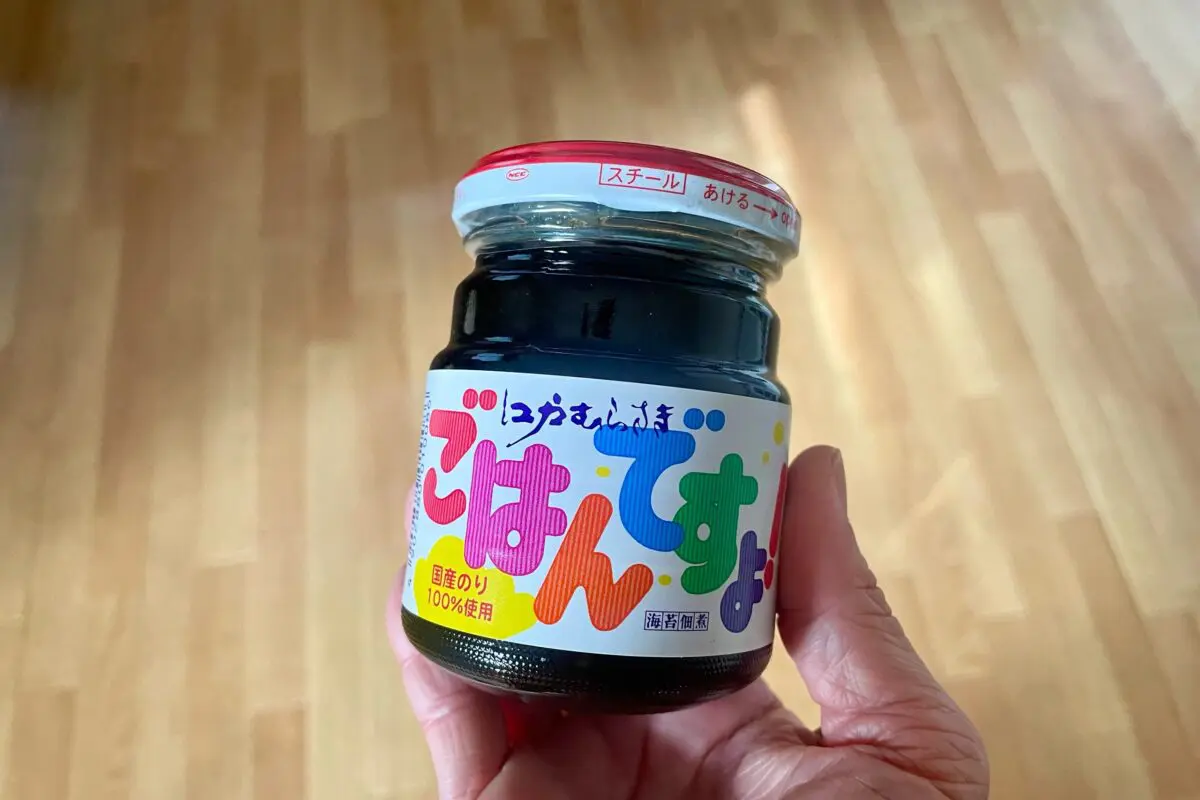 NCC
スチール
あける→
江戸むらさき
ごはんですよ!
国産のり
100%使用
海苔佃煮